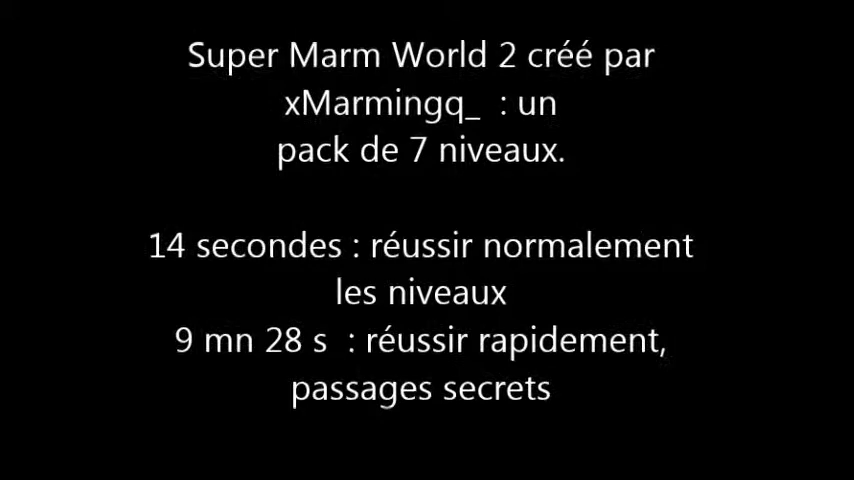 Super Marm World 2 créé par
xMarmingq_  : un
pack de 7 niveaux.
14 secondes : réussir normalement
les niveaux
9 mn 28 s  : réussir rapidement,
passages secrets